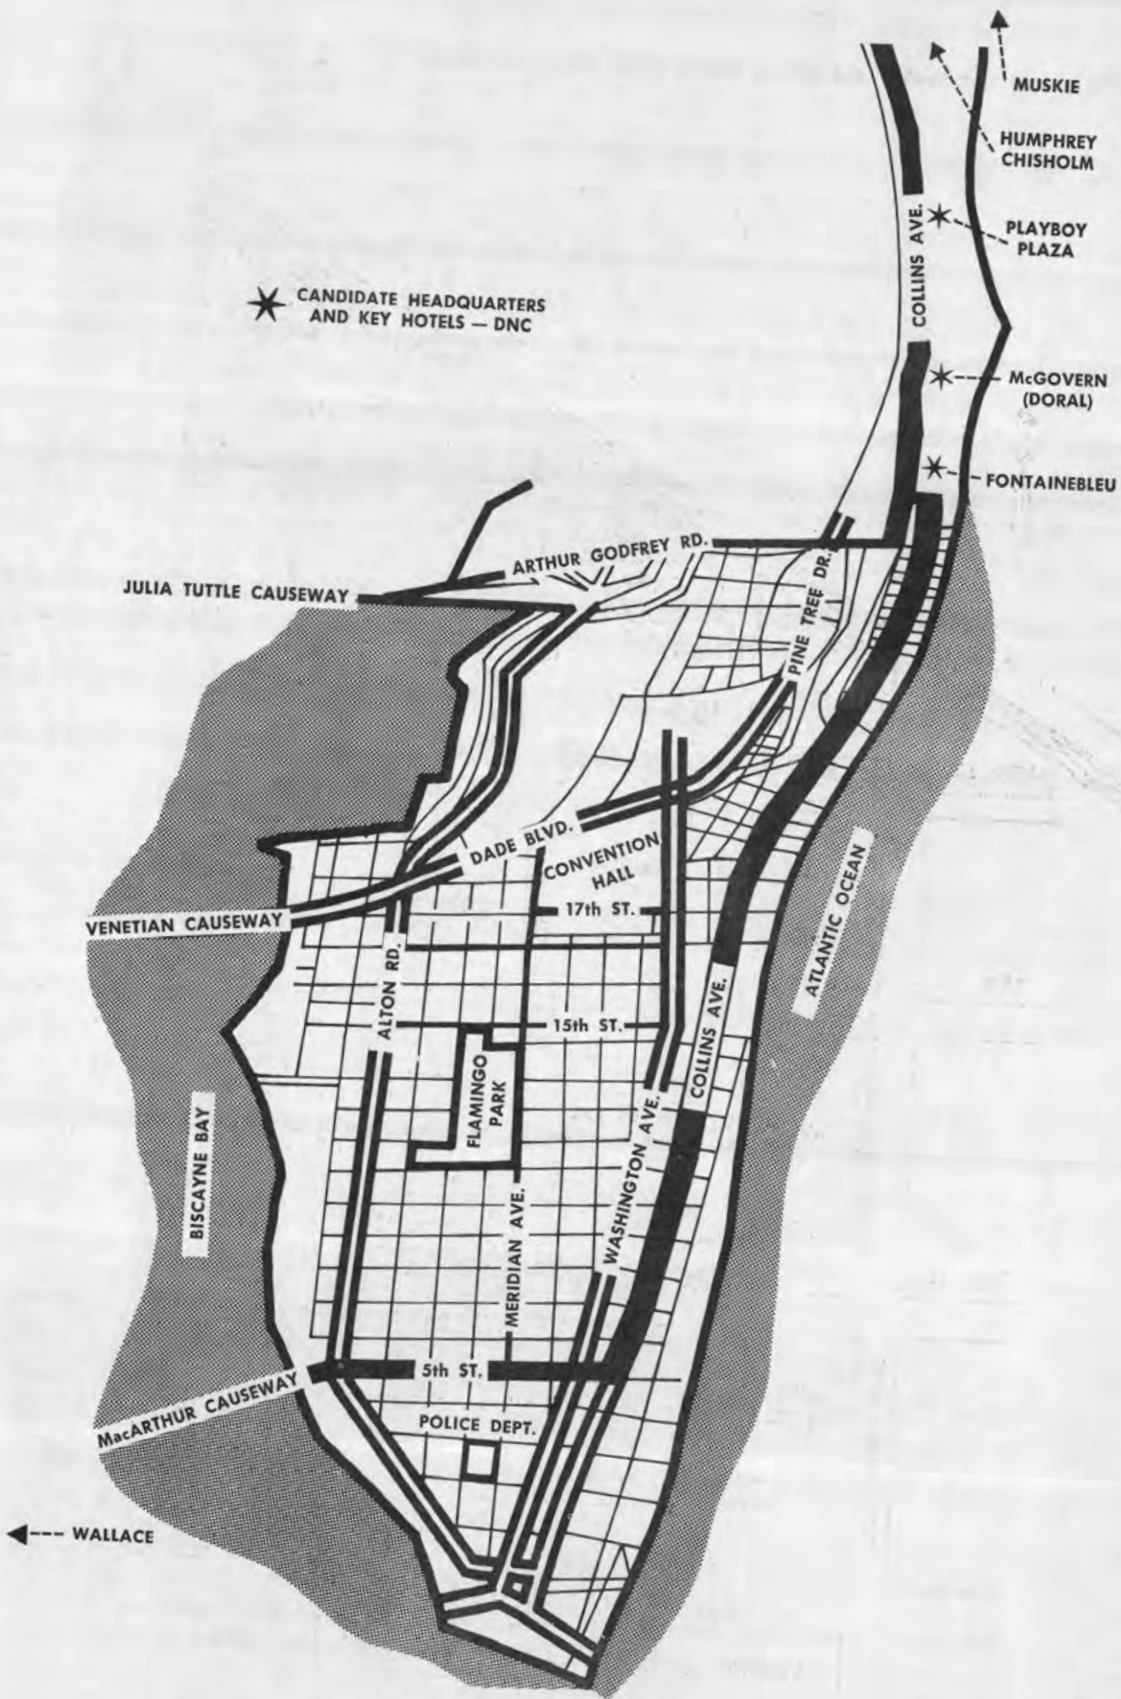 MUSKIE
HUMPHREY
CHISHOLM
COLLINS AVE.
PLAYBOY
PLAZA
CANDIDATE HEADQUARTERS
AND KEY HOTELS — DNC
McGOVERN
(DORAL)
FONTAINEBLEU
ARTHUR GODFREY RD.
JULIA TUTTLE CAUSEWAY
PINE TREE DR.
DADE BLVD.
CONVENTION
HALL
ATLANTIC OCEAN
VENETIAN CAUSEWAY
17th ST.
ALTON RD.
15th ST.
COLLINS AVE.
FLAMINGO
PARK
BISCAYNE BAY
WASHINGTON AVE.
MERIDIAN AVE.
5th ST.
MacARTHUR CAUSEWAY
POLICE DEPT.
WALLACE